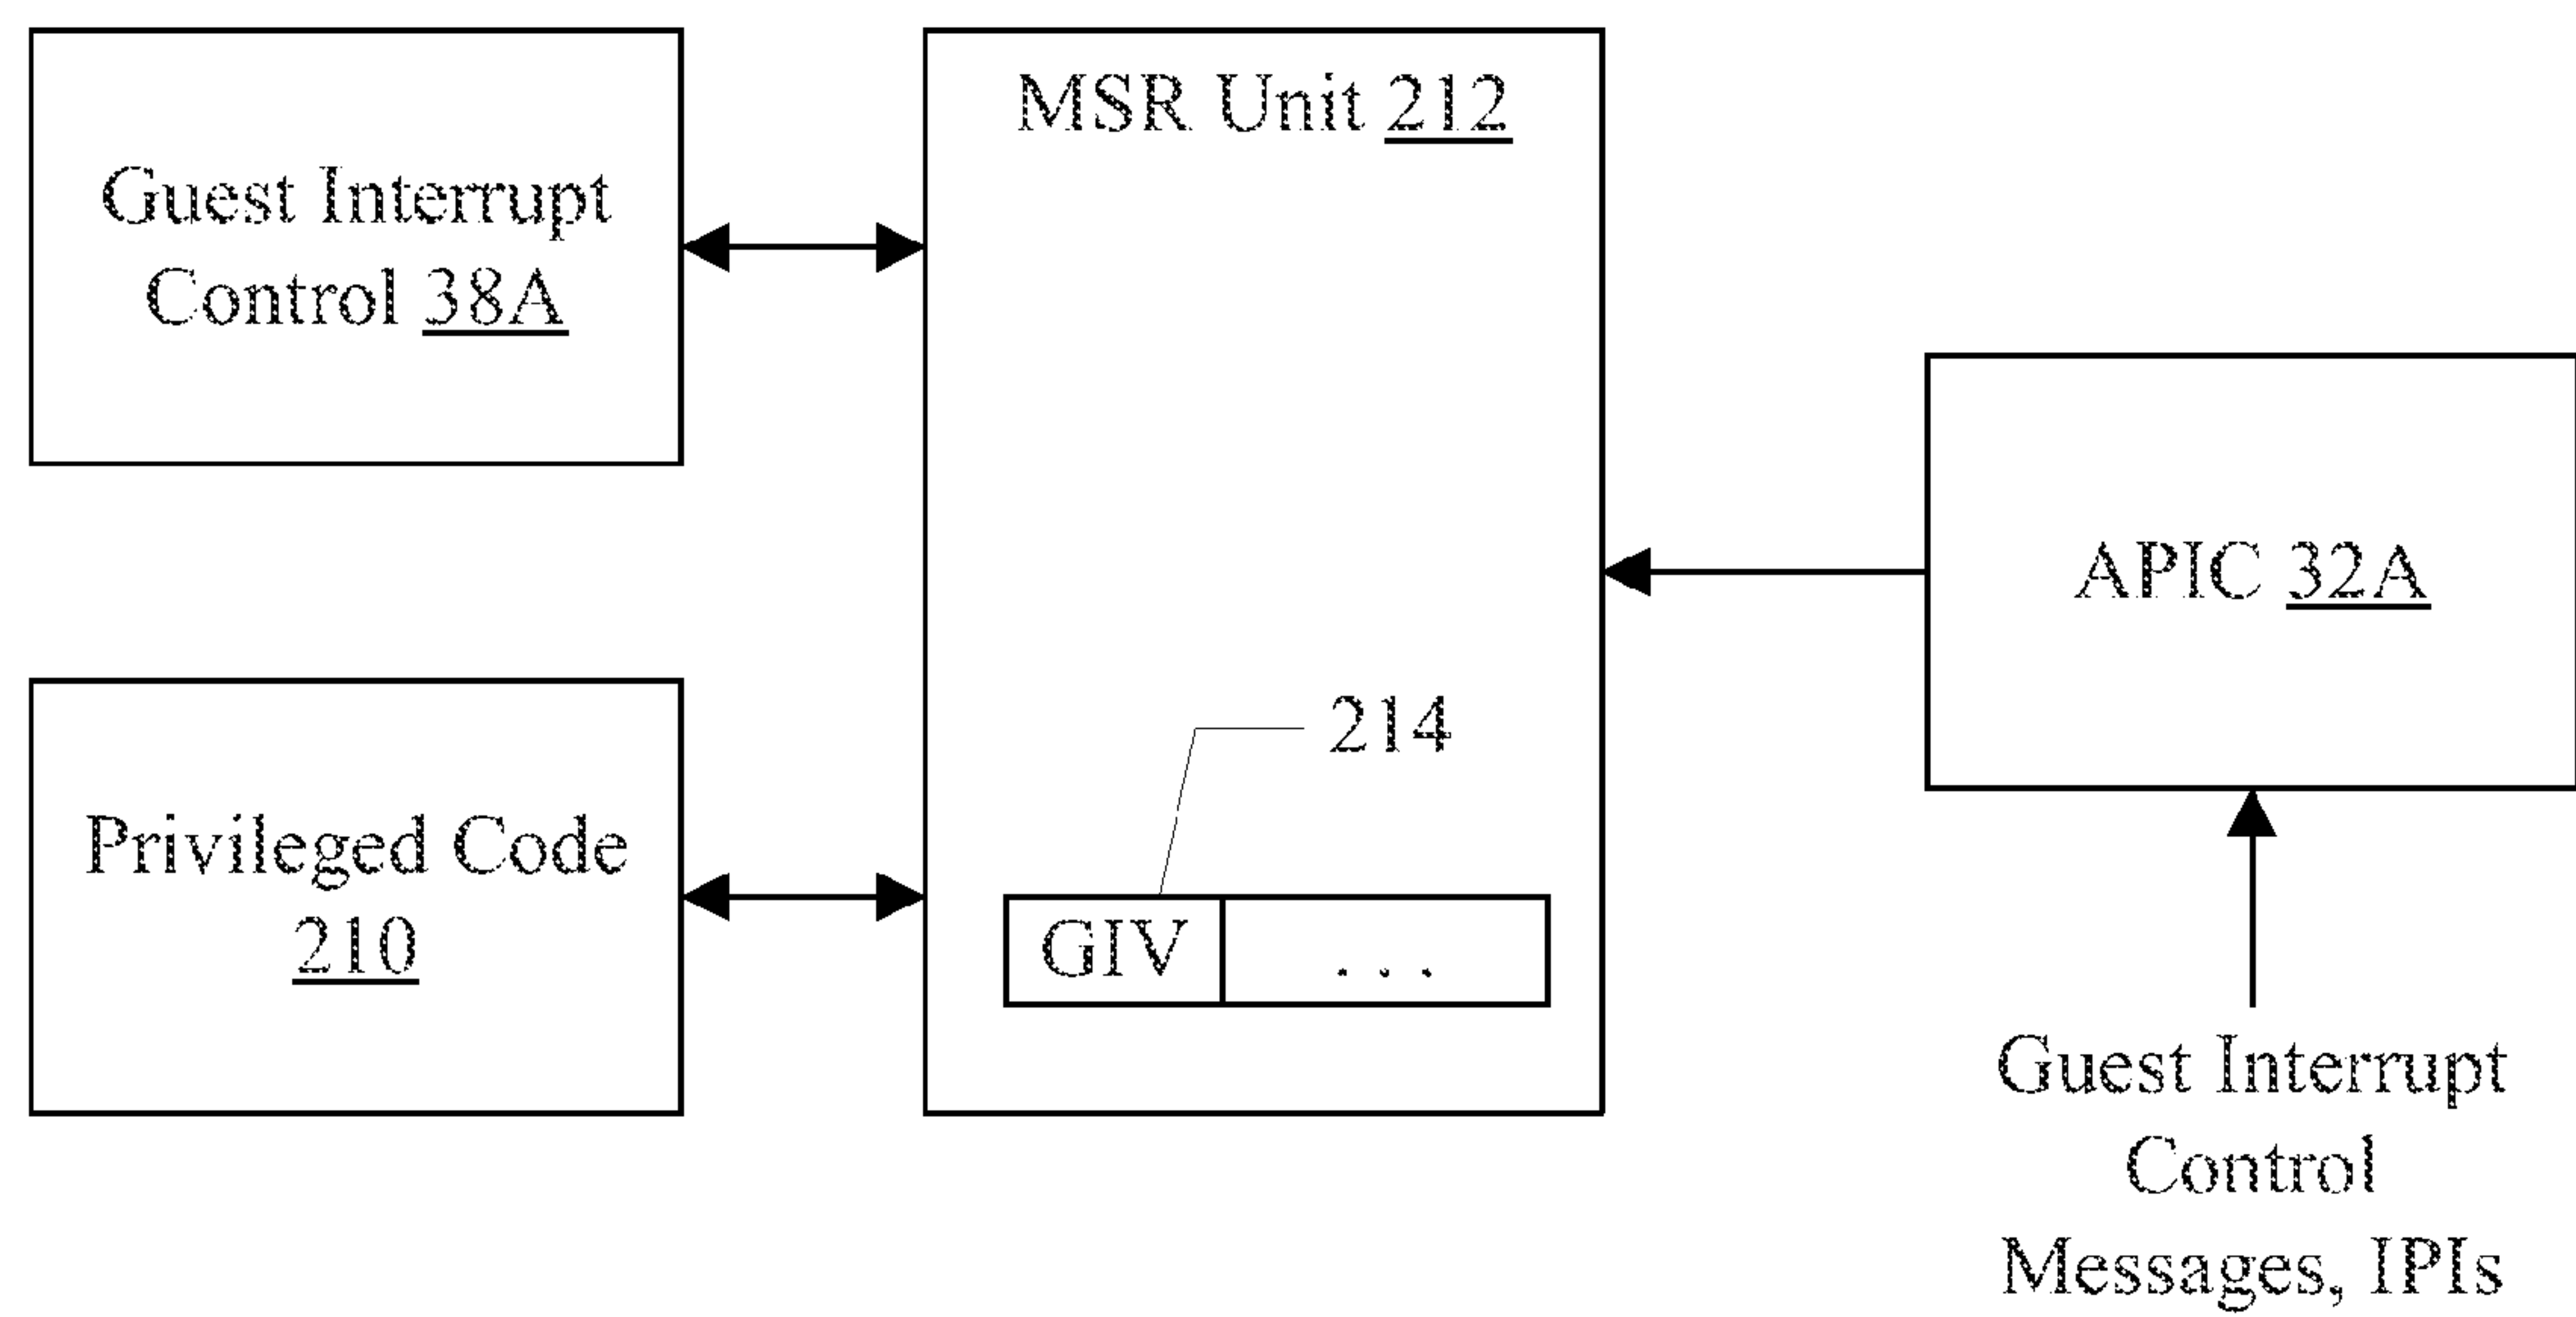 Guest Interrupt
Control 38A
MSR Unit 212
APIC 32A
214
Privileged Code
210
GIV
. . .
Guest Interrupt
Control
Messages, IPIs